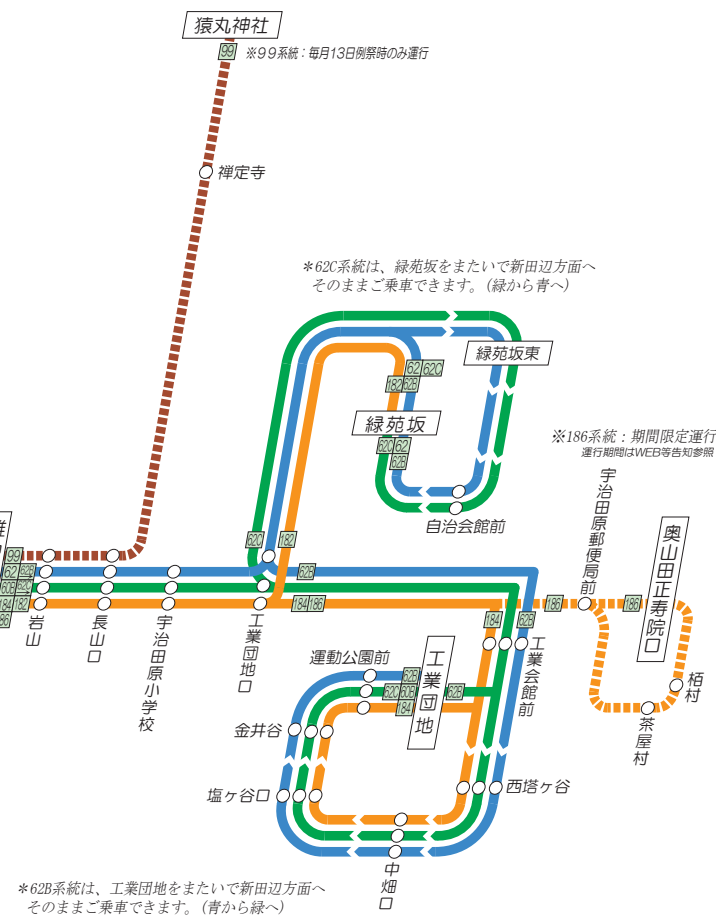 猿丸神社
99
※99系統：毎月13日例祭時のみ運行
禅定寺
*62C系統は、緑苑坂をまたいで新田辺方面へ
そのままご乗車できます。(緑から青へ)
緑苑坂東
62 62C
182 62B
緑苑坂
62C 62
62B
自治会館前
※186系統：期間限定運行
運行期間はWEB等告知参照
宇治田原郵便局前
奥山田正寿院口
62C
182
99
62 62B
60B 62C
184 182
86
62B
184 186
184
62B
186
186
岩山
長山口
宇治田原小学校
工業団地口
工業会館前
栢村
茶屋村
運動公園前
工業団地
62B
62C 60B
184
62B
金井谷
塩ヶ谷口
西塔ヶ谷
中畑口
*62B系統は、工業団地をまたいで新田辺方面へ
そのままご乗車できます。(青から緑へ)